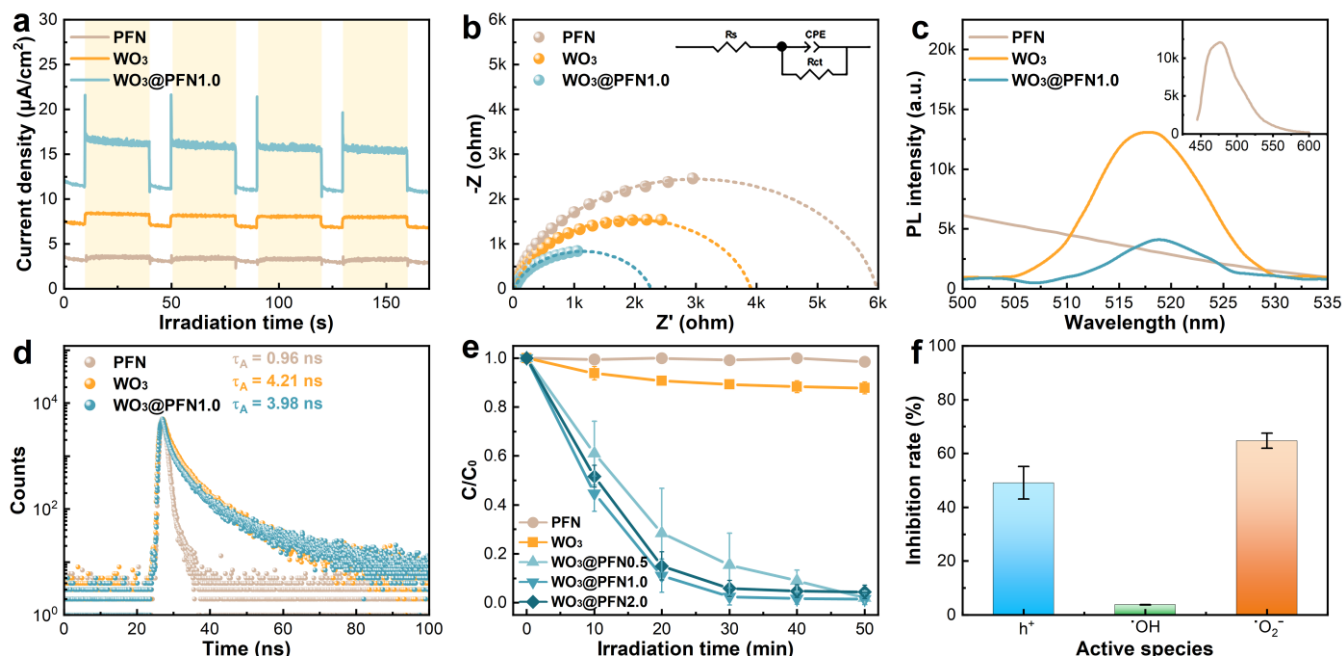 a
PFN
WO₃
WO₃@PFN1.0
30
25
20
15
10
5
0
0 50 100 150
Current density (μA/cm²)
Irradiation time (s)
b
PFN
WO₃
WO₃@PFN1.0
Rs
CPE
Rct
6k
5k
4k
3k
2k
1k
0
0 1k 2k 3k 4k 5k 6k
-Z (ohm)
Z' (ohm)
c
PFN
WO₃
WO₃@PFN1.0
20k
15k
10k
5k
0
500 505 510 515 520 525 530 535
10k
5k
0
450 500 550 600
PL intensity (a.u.)
Wavelength (nm)
d
PFN τA = 0.96 ns
WO₃ τA = 4.21 ns
WO₃@PFN1.0 τA = 3.98 ns
10⁴
10³
10²
10¹
10⁰
0 20 40 60 80 100
Counts
Time (ns)
e
1.0
0.8
0.6
0.4
0.2
0.0
PFN
WO₃
WO₃@PFN0.5
WO₃@PFN1.0
WO₃@PFN2.0
0 10 20 30 40 50
C/C₀
Irradiation time (min)
f
100
80
60
40
20
0
h⁺ ˙OH ˙O₂⁻
Inhibition rate (%)
Active species